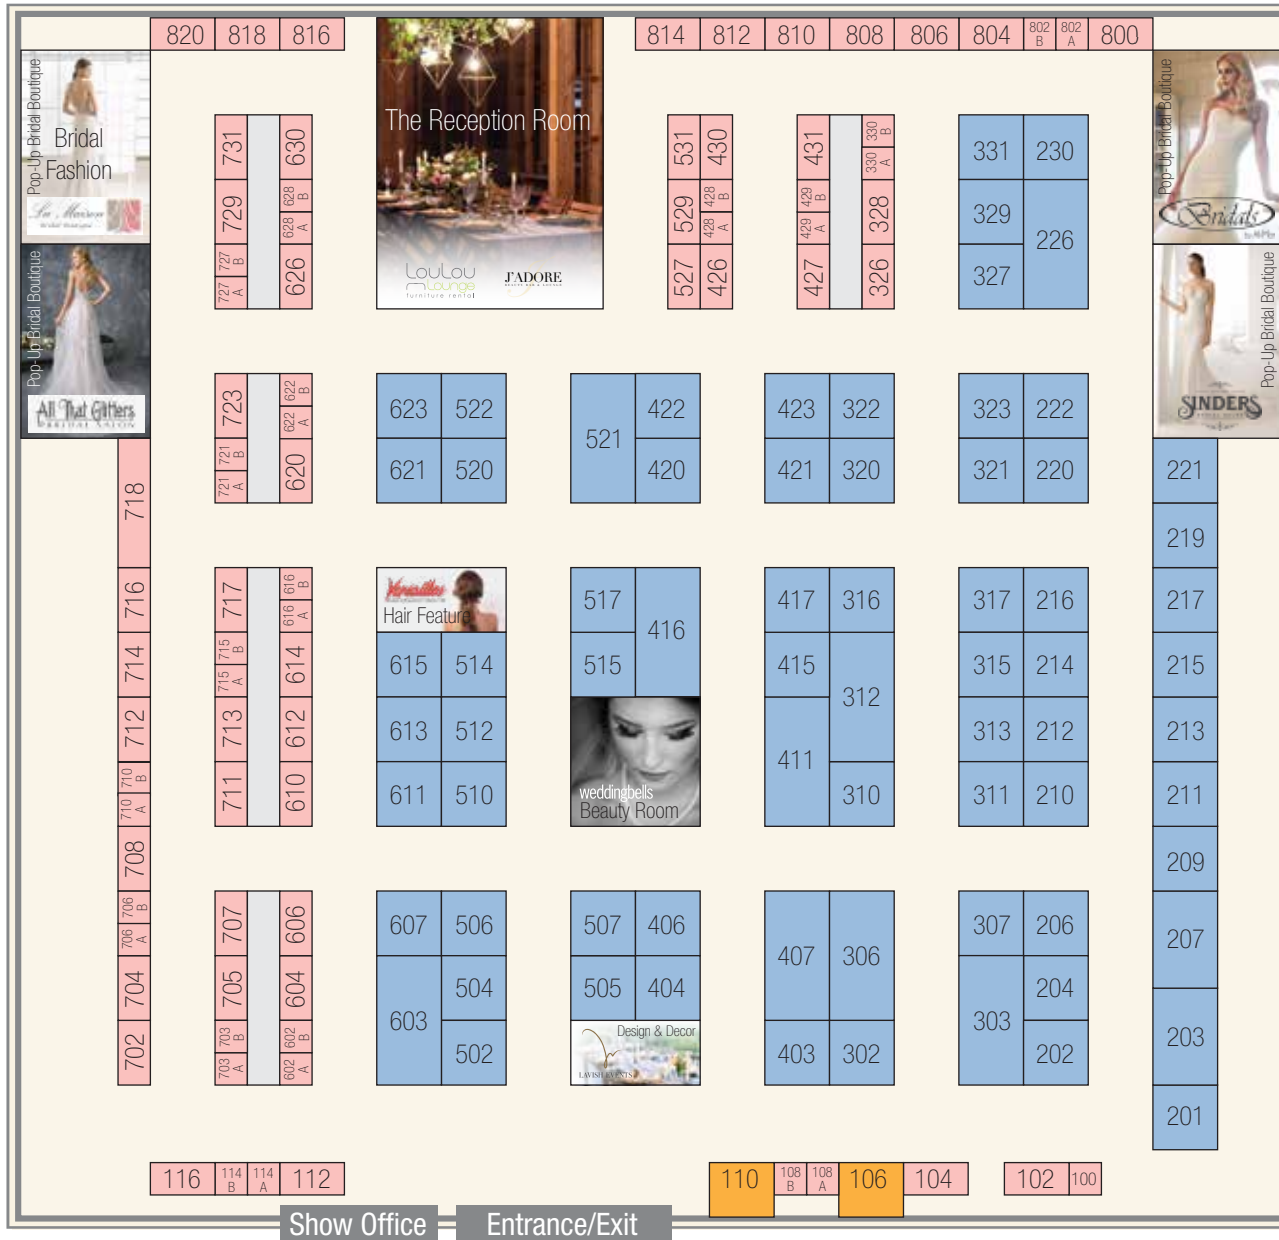 820 818 816 814 812 810 808 806 804 802 B 802 A 800
Pop-Up Bridal Boutique
Bridal
Fashion
La Maison
Pop-Up Bridal Boutique
All That Glitters
BRIDAL SALON
The Reception Room
LouLou
Lounge
furniture rental
J'ADORE
Pop-Up Bridal Boutique
Bridals
Pop-Up Bridal Boutique
SINDERS
731 630 531 430 431 330 B 330 A 331 230
729 628 B 628 A 529 428 B 428 A 429 B 429 A 328 329 226
727 B 727 A 626 527 426 427 326 327
723 622 B 622 A 623 522 521 422 423 322 323 222
721 B 721 A 620 621 520 420 421 320 321 220
718 221
219
716 717 616 B 616 A
Versailles
Hair Feature
517 416 417 316 317 216 217
714 715 B 715 A 614 615 514 515 415 312 315 214 215
712 713 612 613 512 411 313 212 213
710 B 710 A 711 610 611 510 310 311 210 211
weddingbells
Beauty Room
708 209
706 B 706 A 707 606 607 506 507 406 407 306 307 206 207
704 705 604 603 504 505 404 303 204
702 703 B 703 A 602 B 602 A 502 403 302 202 203
Design & Decor
LAVISH EVENTS
201
116 114 B 114 A 112 110 108 B 108 A 106 104 102 100
Show Office
Entrance/Exit